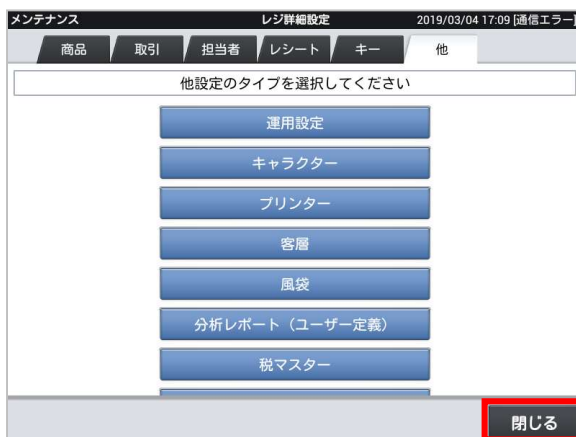 メンテナンス レジ詳細設定 2019/03/04 17:09 [通信エラー]
商品 取引 担当者 レシート キー 他
他設定のタイプを選択してください
運用設定
キャラクター
プリンター
客層
風袋
分析レポート（ユーザー定義）
税マスター
閉じる